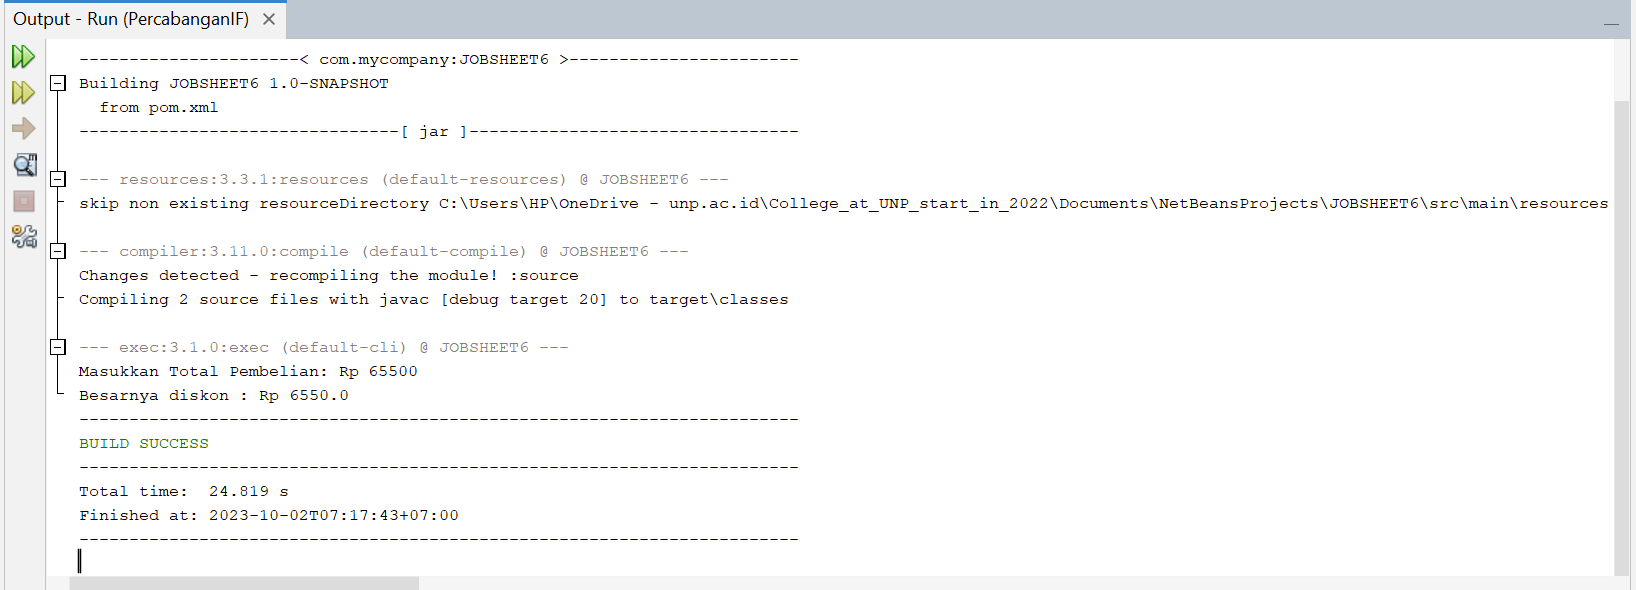 Output - Run (PercabanganIF) ×
----------------------< com.mycompany:JOBSHEET6 >-----------------------
Building JOBSHEET6 1.0-SNAPSHOT
  from pom.xml
--------------------------------[ jar ]---------------------------------
--- resources:3.3.1:resources (default-resources) @ JOBSHEET6 ---
skip non existing resourceDirectory C:\Users\HP\OneDrive - unp.ac.id\College_at_UNP_start_in_2022\Documents\NetBeansProjects\JOBSHEET6\src\main\resources
--- compiler:3.11.0:compile (default-compile) @ JOBSHEET6 ---
Changes detected - recompiling the module! :source
Compiling 2 source files with javac [debug target 20] to target\classes
--- exec:3.1.0:exec (default-cli) @ JOBSHEET6 ---
Masukkan Total Pembelian: Rp 65500
Besarnya diskon : Rp 6550.0
------------------------------------------------------------------------
BUILD SUCCESS
------------------------------------------------------------------------
Total time:  24.819 s
Finished at: 2023-10-02T07:17:43+07:00
------------------------------------------------------------------------